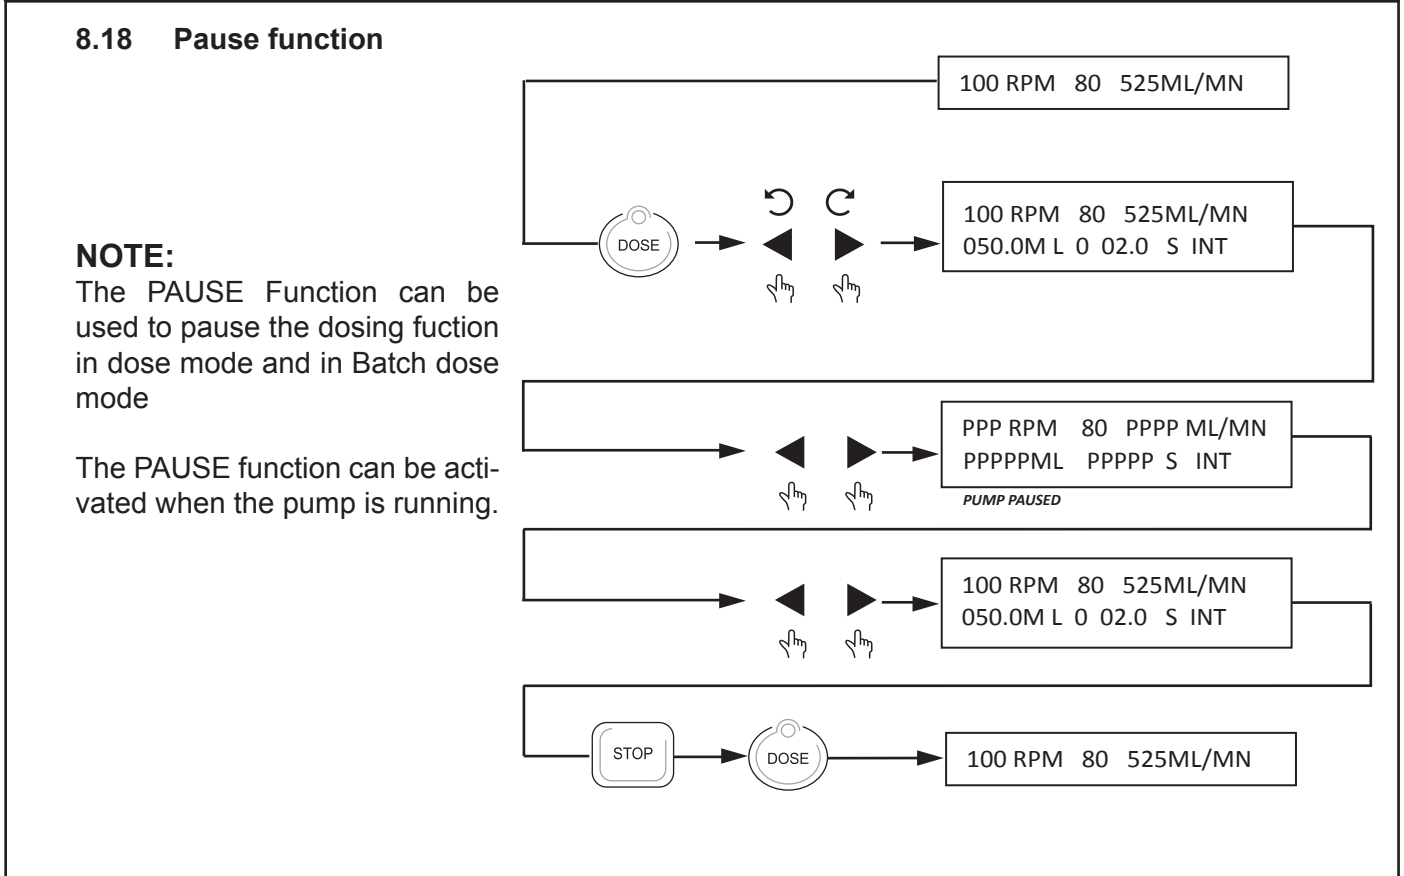 8.18 Pause function
100 RPM 80 525ML/MN
DOSE
100 RPM 80 525ML/MN
050.0M L 0 02.0 S INT
NOTE:
The PAUSE Function can be
used to pause the dosing fuction
in dose mode and in Batch dose
mode
The PAUSE function can be acti-
vated when the pump is running.
PPP RPM 80 PPPP ML/MN
PPPPPML PPPPP S INT
PUMP PAUSED
100 RPM 80 525ML/MN
050.0M L 0 02.0 S INT
STOP
DOSE
100 RPM 80 525ML/MN